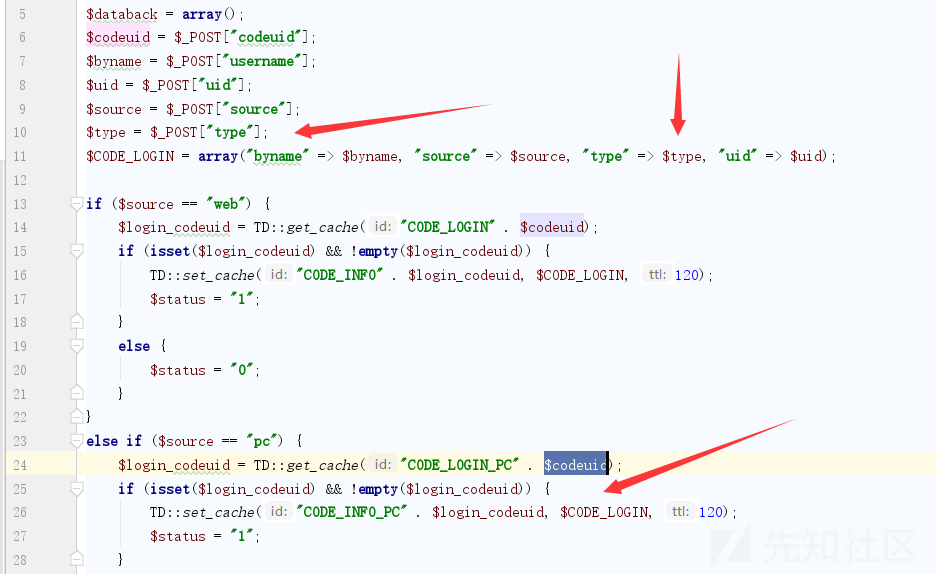 5 $databack = array();
6 $codeuid = $_POST["codeuid"];
7 $byname = $_POST["username"];
8 $uid = $_POST["uid"];
9 $source = $_POST["source"];
10 $type = $_POST["type"];
11 $CODE_LOGIN = array("byname" => $byname, "source" => $source, "type" => $type, "uid" => $uid);
12
13 if ($source == "web") {
14 $login_codeuid = TD::get_cache( id: "CODE_LOGIN" . $codeuid);
15 if (isset($login_codeuid) && !empty($login_codeuid)) {
16 TD::set_cache( id: "CODE_INFO" . $login_codeuid, $CODE_LOGIN, ttl: 120);
17 $status = "1";
18 }
19 else {
20 $status = "0";
21 }
22 }
23 else if ($source == "pc") {
24 $login_codeuid = TD::get_cache( id: "CODE_LOGIN_PC" . $codeuid);
25 if (isset($login_codeuid) && !empty($login_codeuid)) {
26 TD::set_cache( id: "CODE_INFO_PC" . $login_codeuid, $CODE_LOGIN, ttl: 120);
27 $status = "1";
28 }
先知社区